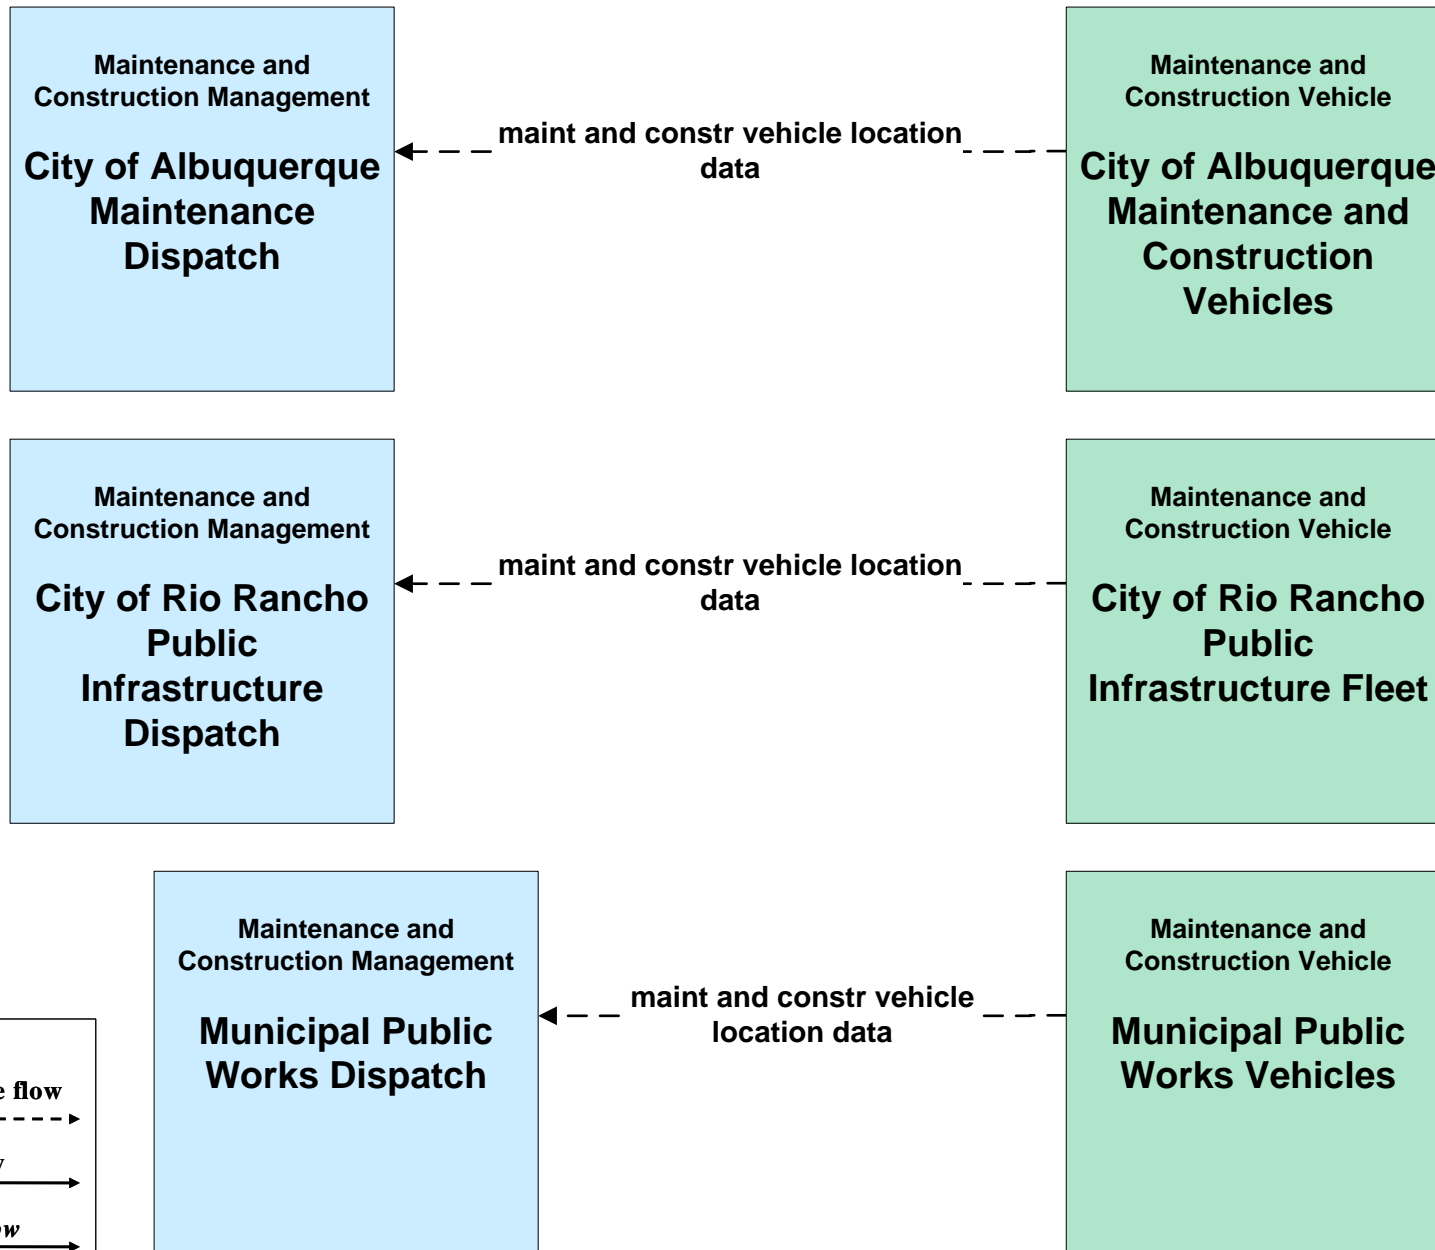 Maintenance and
Construction Management
City of Albuquerque
Maintenance
Dispatch
maint and constr vehicle location
data
Maintenance and
Construction Vehicle
City of Albuquerque
Maintenance and
Construction
Vehicles
Maintenance and
Construction Management
City of Rio Rancho
Public
Infrastructure
Dispatch
maint and constr vehicle location
data
Maintenance and
Construction Vehicle
City of Rio Rancho
Public
Infrastructure Fleet
Maintenance and
Construction Management
Municipal Public
Works Dispatch
maint and constr vehicle
location data
Maintenance and
Construction Vehicle
Municipal Public
Works Vehicles
flow